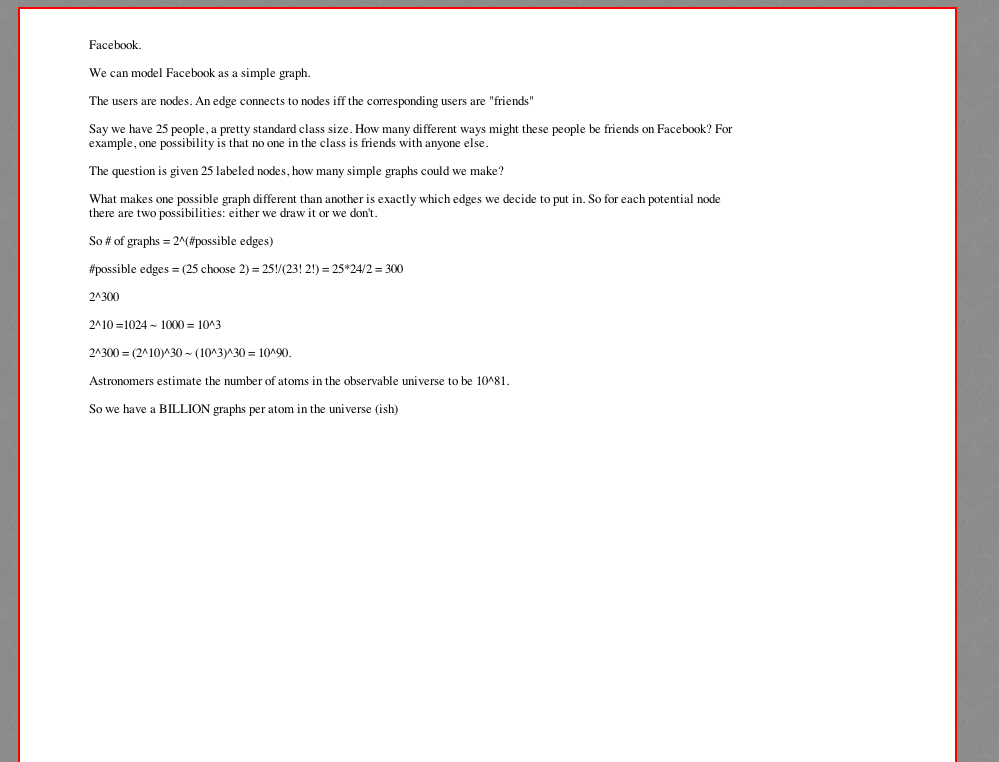 Facebook.
We can model Facebook as a simple graph.
The users are nodes. An edge connects to nodes iff the corresponding users are "friends"
Say we have 25 people, a pretty standard class size. How many different ways might these people be friends on Facebook? For
example, one possibility is that no one in the class is friends with anyone else.
The question is given 25 labeled nodes, how many simple graphs could we make?
What makes one possible graph different than another is exactly which edges we decide to put in. So for each potential node
there are two possibilities: either we draw it or we don't.
So # of graphs = 2^(#possible edges)
#possible edges = (25 choose 2) = 25!/(23! 2!) = 25*24/2 = 300
2^300
2^10 =1024 ~ 1000 = 10^3
2^300 = (2^10)^30 ~ (10^3)^30 = 10^90.
Astronomers estimate the number of atoms in the observable universe to be 10^81.
So we have a BILLION graphs per atom in the universe (ish)